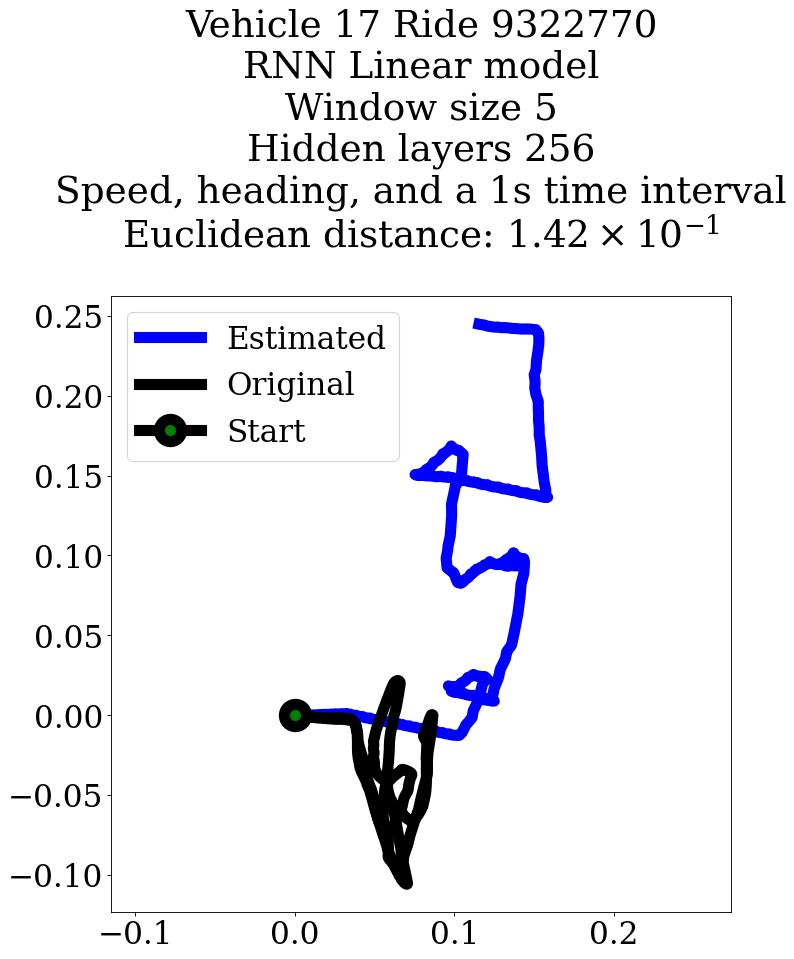 Vehicle 17 Ride 9322770
RNN Linear model
Window size 5
Hidden layers 256
Speed, heading, and a 1s time interval
Euclidean distance: 1.42 × 10⁻¹
Estimated
Original
Start
0.25
0.20
0.15
0.10
0.05
0.00
−0.05
−0.10
−0.1 0.0 0.1 0.2